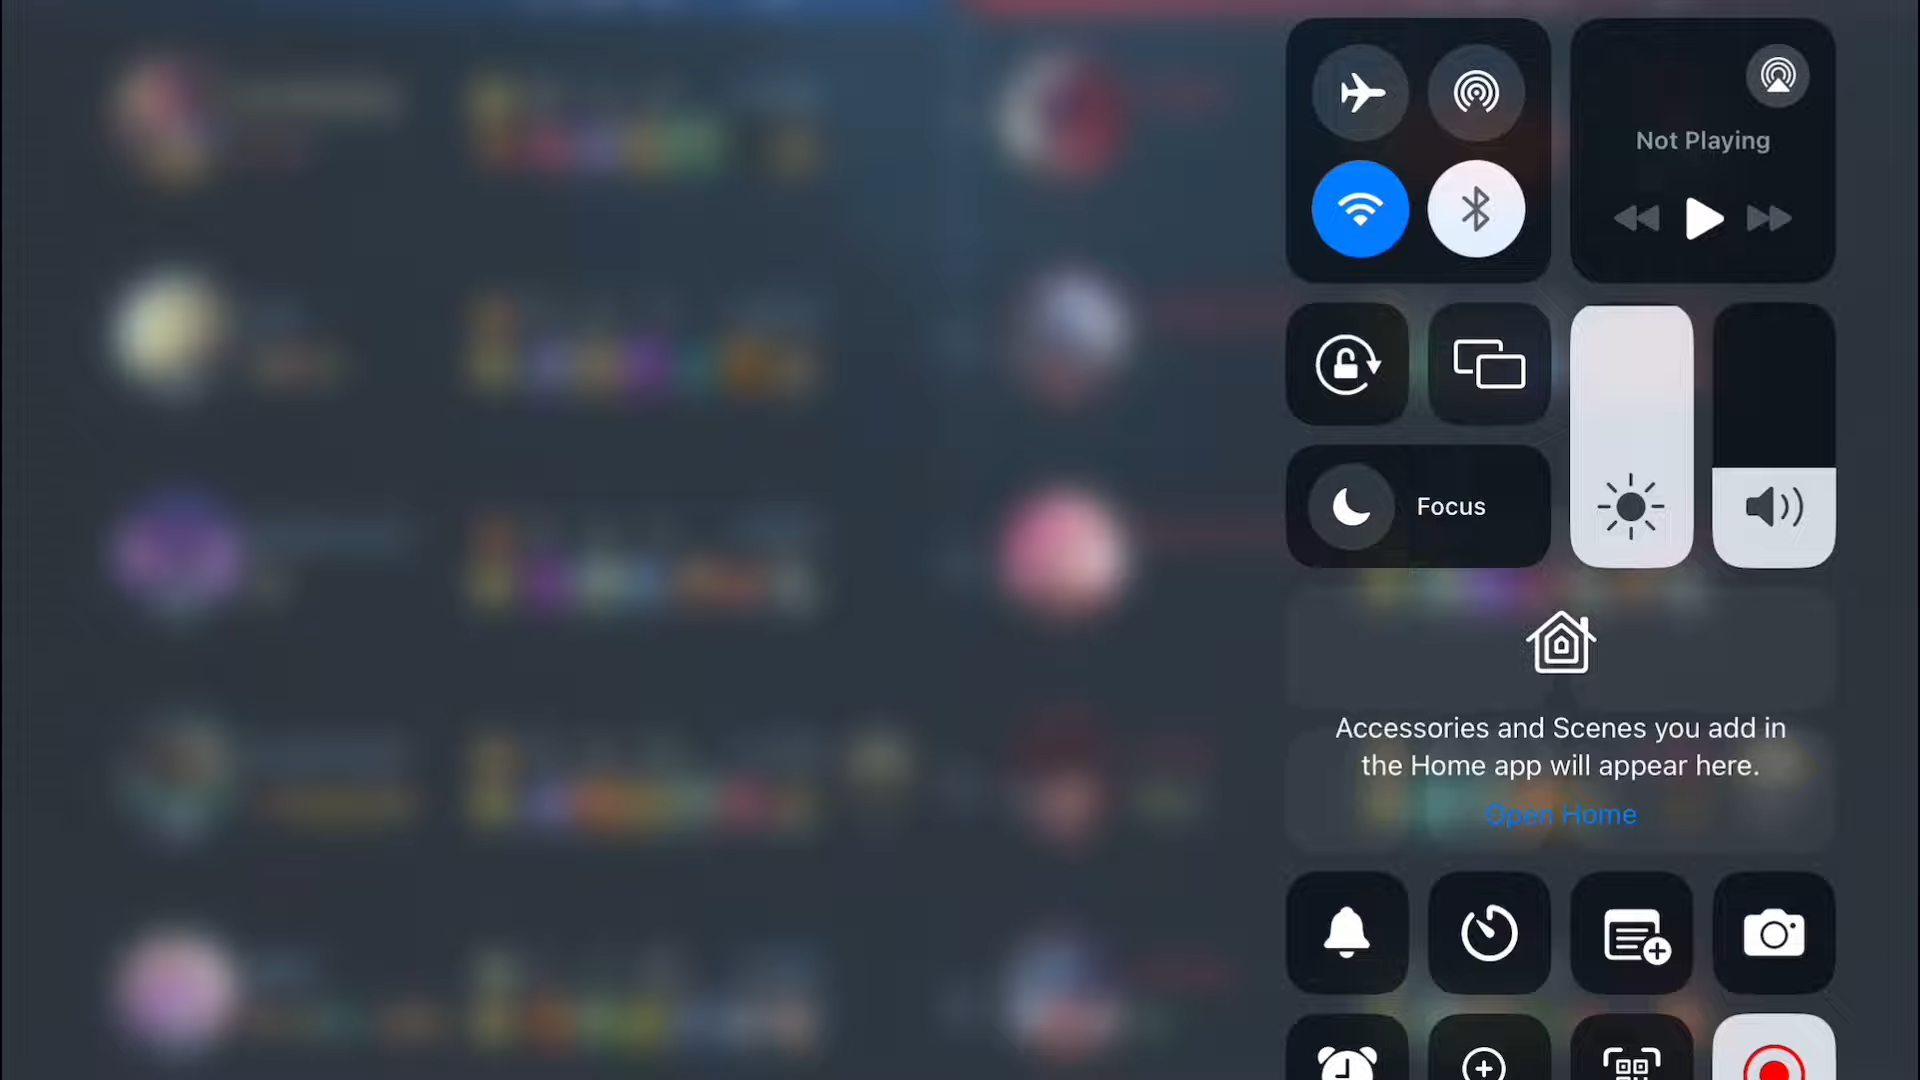 Not Playing
Focus
Accessories and Scenes you add in
the Home app will appear here.
Open Home